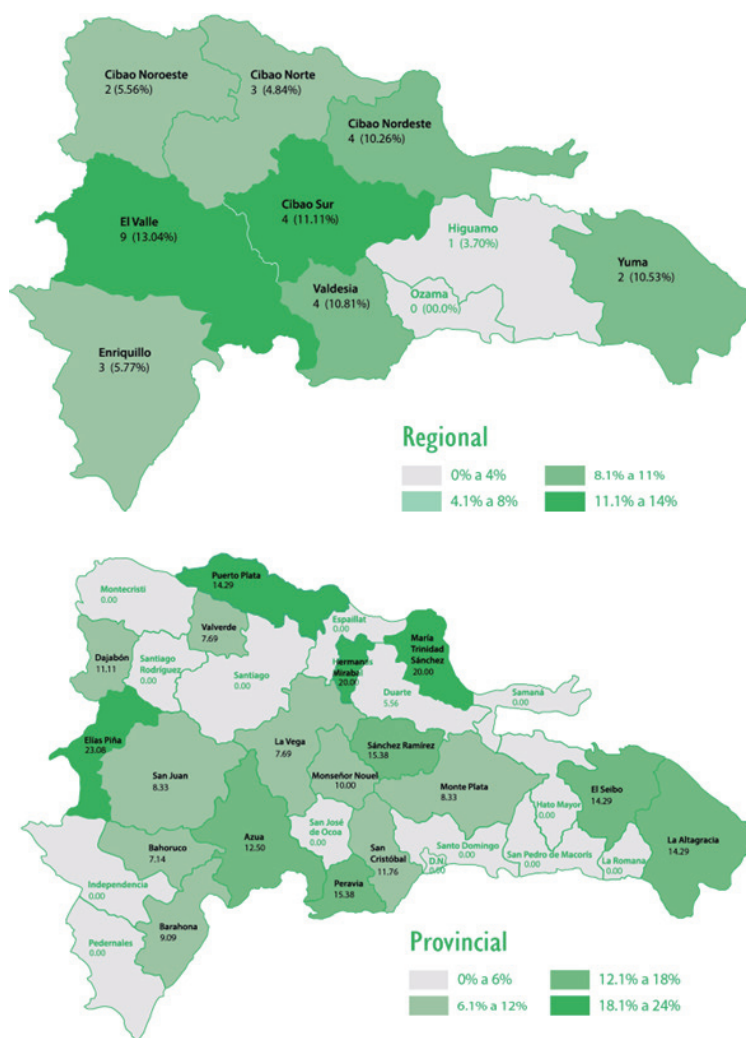 Cibao Noroeste
2 (5.56%)
Cibao Norte
3 (4.84%)
Cibao Nordeste
4 (10.26%)
El Valle
9 (13.04%)
Cibao Sur
4 (11.11%)
Higuamo
1 (3.70%)
Yuma
2 (10.53%)
Valdesia
4 (10.81%)
Ozama
0 (00.0%)
Enriquillo
3 (5.77%)
Regional
0% a 4%
8.1% a 11%
4.1% a 8%
11.1% a 14%
Puerto Plata
14.29
Montecristi
0.00
Valverde
7.69
Espaillat
0.00
María
Trinidad
Sánchez
20.00
Dajabón
11.11
Santiago
Rodríguez
0.00
Santiago
0.00
Hermanas
Mirabal
20.00
Duarte
5.56
Samaná
0.00
Elías Piña
23.08
San Juan
8.33
La Vega
7.69
Sánchez Ramírez
15.38
Monseñor Nouel
10.00
Monte Plata
8.33
El Seibo
14.29
Hato Mayor
0.00
La Altagracia
14.29
Bahoruco
7.14
Azua
12.50
San José
de Ocoa
0.00
San
Cristóbal
11.76
Santo Domingo
0.00
D.N.
0.00
San Pedro de Macorís
0.00
La Romana
0.00
Independencia
0.00
Peravia
15.38
Barahona
9.09
Pedernales
0.00
Provincial
0% a 6%
12.1% a 18%
6.1% a 12%
18.1% a 24%